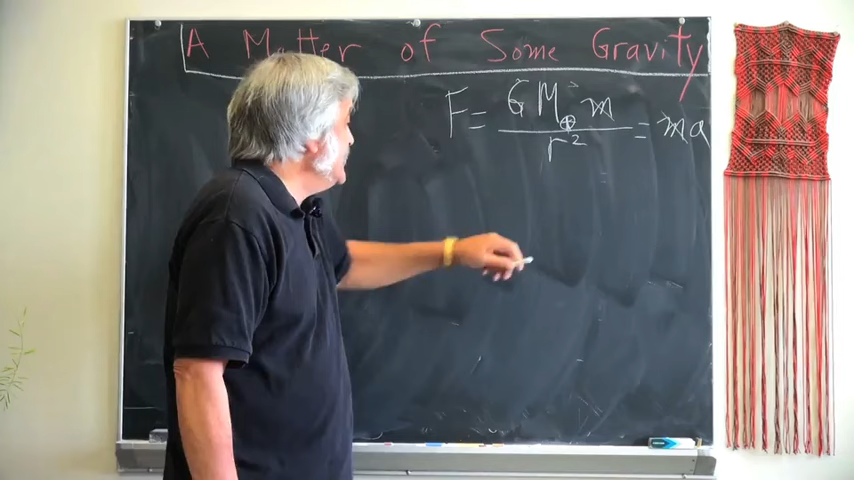 A Matter of Some Gravity
F = GM⊕m / r² = ma